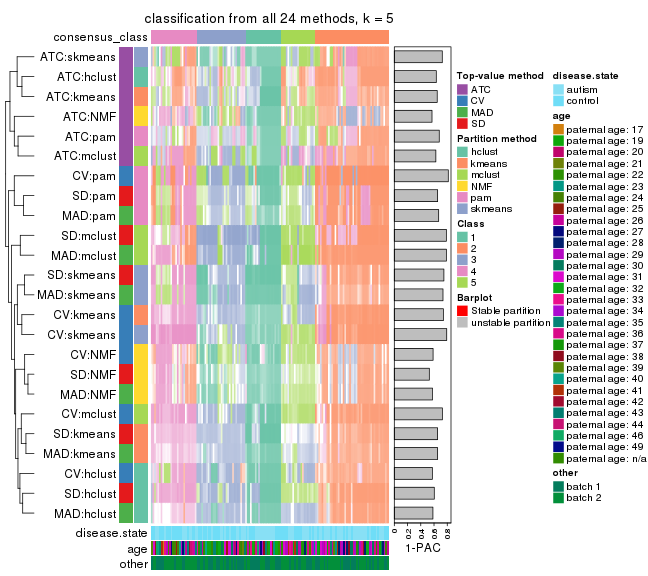 classification from all 24 methods, k = 5
consensus_class
ATC:skmeans
ATC:hclust
ATC:kmeans
ATC:NMF
ATC:pam
ATC:mclust
CV:pam
SD:pam
MAD:pam
SD:mclust
MAD:mclust
SD:skmeans
MAD:skmeans
CV:kmeans
CV:skmeans
CV:NMF
SD:NMF
MAD:NMF
CV:mclust
SD:kmeans
MAD:kmeans
CV:hclust
SD:hclust
MAD:hclust
disease.state
age
other
0
0.2
0.4
0.6
0.8
1-PAC
Top-value method
ATC
CV
MAD
SD
Partition method
hclust
kmeans
mclust
NMF
pam
skmeans
Class
1
2
3
4
5
Barplot
Stable partition
unstable partition
disease.state
autism
control
age
paternal age: 17
paternal age: 19
paternal age: 20
paternal age: 21
paternal age: 22
paternal age: 23
paternal age: 24
paternal age: 25
paternal age: 26
paternal age: 27
paternal age: 28
paternal age: 29
paternal age: 30
paternal age: 31
paternal age: 32
paternal age: 33
paternal age: 34
paternal age: 35
paternal age: 36
paternal age: 37
paternal age: 38
paternal age: 39
paternal age: 40
paternal age: 41
paternal age: 42
paternal age: 43
paternal age: 44
paternal age: 46
paternal age: 49
paternal age: n/a
other
batch 1
batch 2